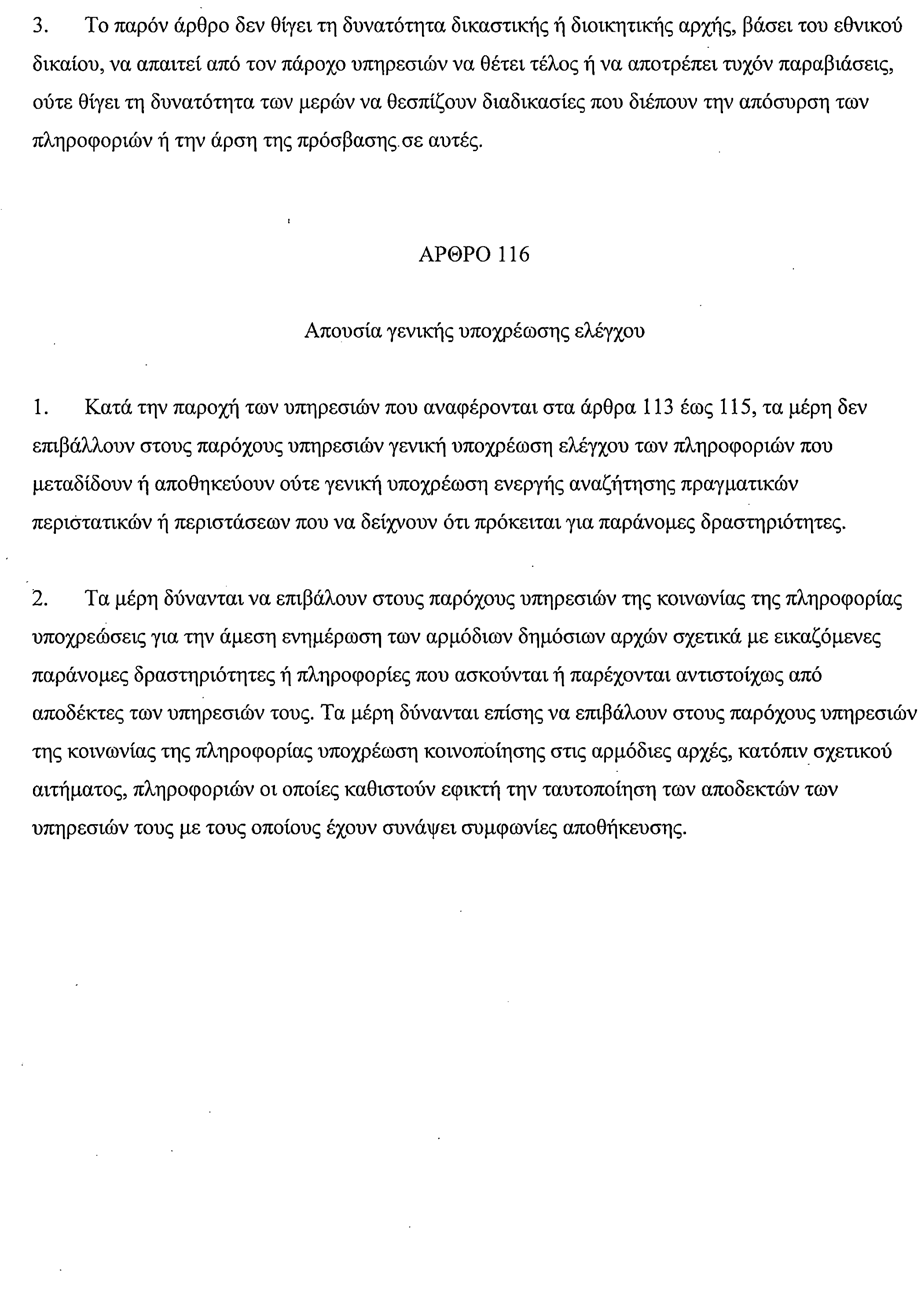 3. Το παρόν άρθρο δεν θίγει τη δυνατότητα δικαστικής ή διοικητικής αρχής, βάσει του εθνικού
δικαίου, να απαιτεί από τον πάροχο υπηρεσιών να θέτει τέλος ή να αποτρέπει τυχόν παραβιάσεις,
ούτε θίγει τη δυνατότητα των μερών να θεσπίζουν διαδικασίες που διέπουν την απόσυρση των
πληροφοριών ή την άρση της πρόσβασης σε αυτές.
ΑΡΘΡΟ 116
Απουσία γενικής υποχρέωσης ελέγχου
1. Κατά την παροχή των υπηρεσιών που αναφέρονται στα άρθρα 113 έως 115, τα μέρη δεν
επιβάλλουν στους παρόχους υπηρεσιών γενική υποχρέωση ελέγχου των πληροφοριών που
μεταδίδουν ή αποθηκεύουν ούτε γενική υποχρέωση ενεργής αναζήτησης πραγματικών
περιστατικών ή περιστάσεων που να δείχνουν ότι πρόκειται για παράνομες δραστηριότητες.
2. Τα μέρη δύνανται να επιβάλουν στους παρόχους υπηρεσιών της κοινωνίας της πληροφορίας
υποχρεώσεις για την άμεση ενημέρωση των αρμόδιων δημόσιων αρχών σχετικά με εικαζόμενες
παράνομες δραστηριότητες ή πληροφορίες που ασκούνται ή παρέχονται αντιστοίχως από
αποδέκτες των υπηρεσιών τους. Τα μέρη δύνανται επίσης να επιβάλουν στους παρόχους υπηρεσιών
της κοινωνίας της πληροφορίας υποχρέωση κοινοποίησης στις αρμόδιες αρχές, κατόπιν σχετικού
αιτήματος, πληροφοριών οι οποίες καθιστούν εφικτή την ταυτοποίηση των αποδεκτών των
υπηρεσιών τους με τους οποίους έχουν συνάψει συμφωνίες αποθήκευσης.